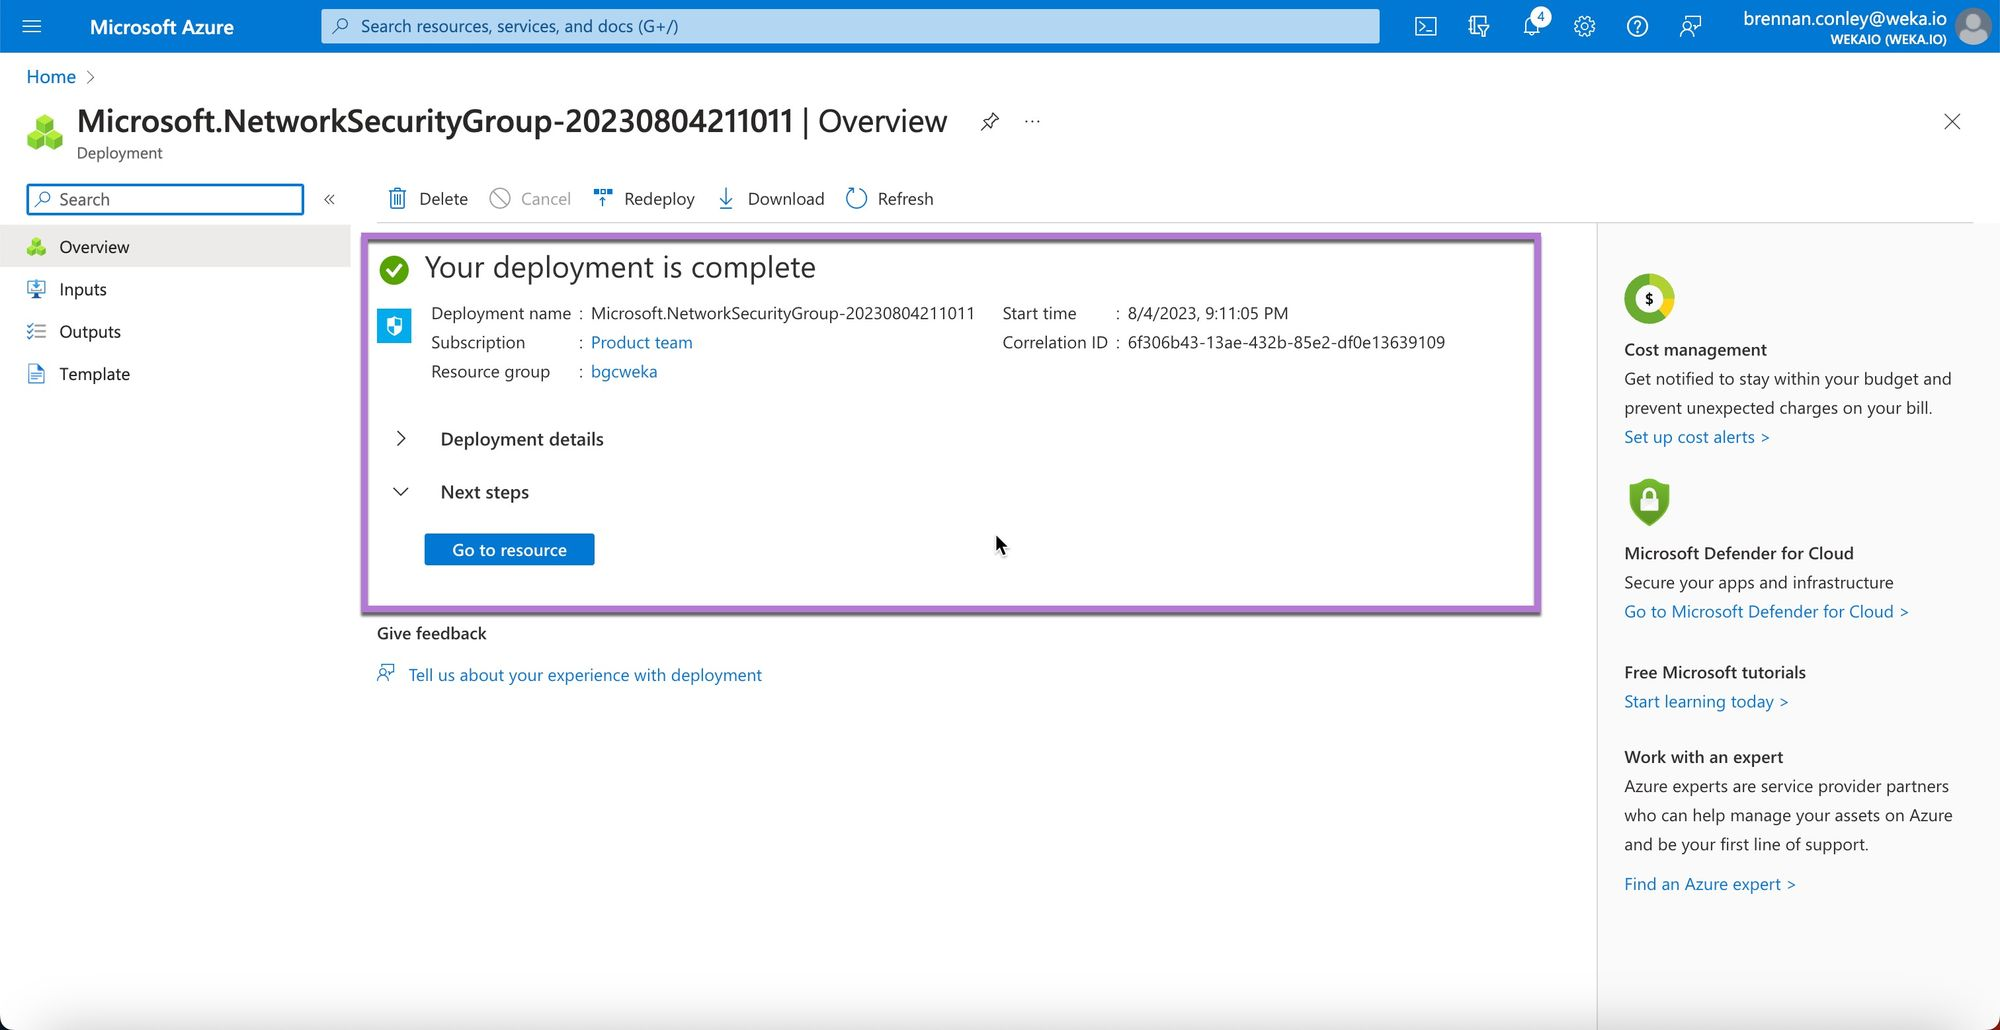 Microsoft Azure
Search resources, services, and docs (G+/)
4
brennan.conley@weka.io
WEKAIO (WEKA.IO)
Home
Microsoft.NetworkSecurityGroup-20230804211011 | Overview
Deployment
Search
Delete
Cancel
Redeploy
Download
Refresh
Overview
Inputs
Outputs
Template
Your deployment is complete
Deployment name : Microsoft.NetworkSecurityGroup-20230804211011
Subscription : Product team
Resource group : bgcweka
Start time : 8/4/2023, 9:11:05 PM
Correlation ID : 6f306b43-13ae-432b-85e2-df0e13639109
Deployment details
Next steps
Go to resource
Give feedback
Tell us about your experience with deployment
$
Cost management
Get notified to stay within your budget and
prevent unexpected charges on your bill.
Set up cost alerts >
Microsoft Defender for Cloud
Secure your apps and infrastructure
Go to Microsoft Defender for Cloud >
Free Microsoft tutorials
Start learning today >
Work with an expert
Azure experts are service provider partners
who can help manage your assets on Azure
and be your first line of support.
Find an Azure expert >